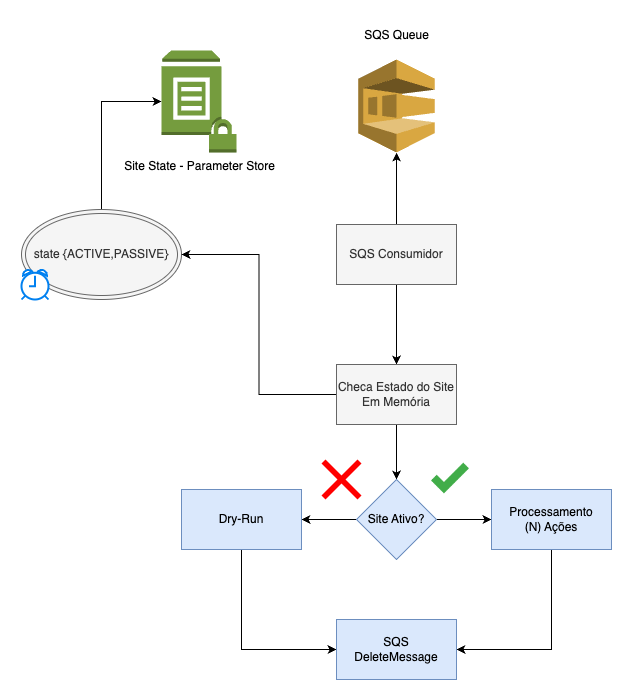 SQS Queue
Site State - Parameter Store
state {ACTIVE,PASSIVE}
SQS Consumidor
Checa Estado do Site
Em Memória
Dry-Run
Site Ativo?
Processamento
(N) Ações
SQS
DeleteMessage